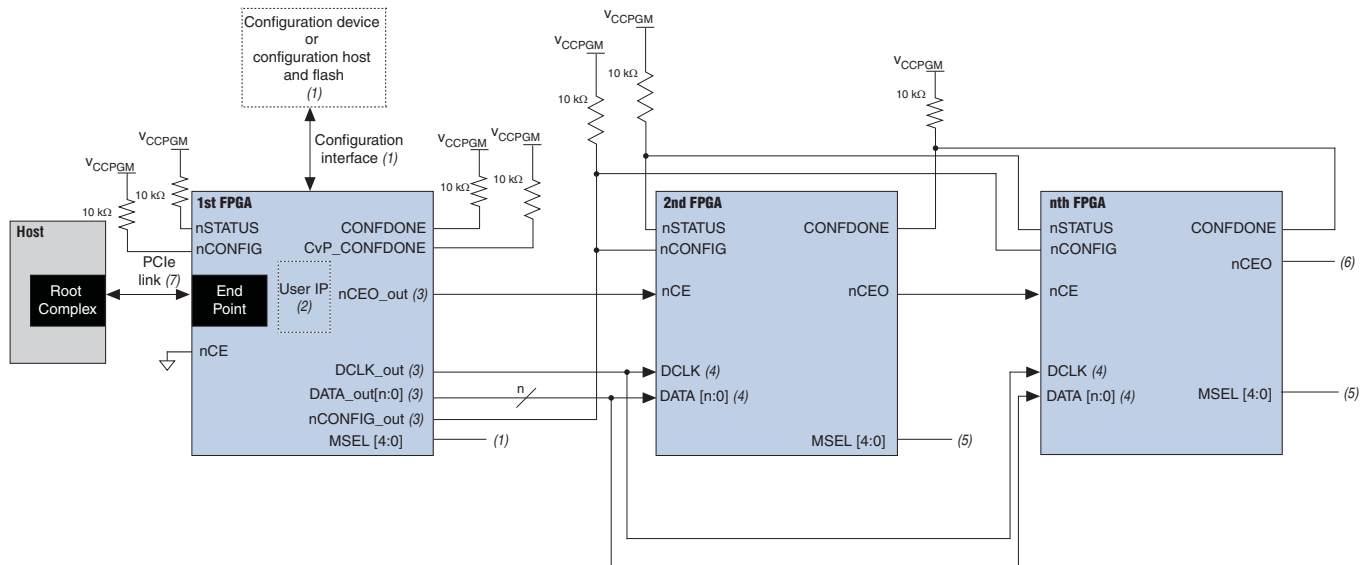 Configuration device
or
configuration host
and flash
(1)
Configuration
interface (1)
VCCPGM
10 kΩ
VCCPGM
10 kΩ
VCCPGM
10 kΩ
VCCPGM
10 kΩ
VCCPGM
10 kΩ
VCCPGM
10 kΩ
VCCPGM
10 kΩ
Host
Root
Complex
PCIe
link (7)
1st FPGA
nSTATUS
nCONFIG
End
Point
nCE
User IP
(2)
CONFDONE
CvP_CONFDONE
nCEO_out (3)
DCLK_out (3)
DATA_out[n:0] (3)
nCONFIG_out (3)
MSEL [4:0]
(1)
n
2nd FPGA
nSTATUS
nCONFIG
nCE
DCLK (4)
DATA [n:0] (4)
CONFDONE
nCEO
MSEL [4:0]
(5)
nth FPGA
nSTATUS
nCONFIG
nCE
DCLK (4)
DATA [n:0] (4)
CONFDONE
nCEO
(6)
MSEL [4:0]
(5)